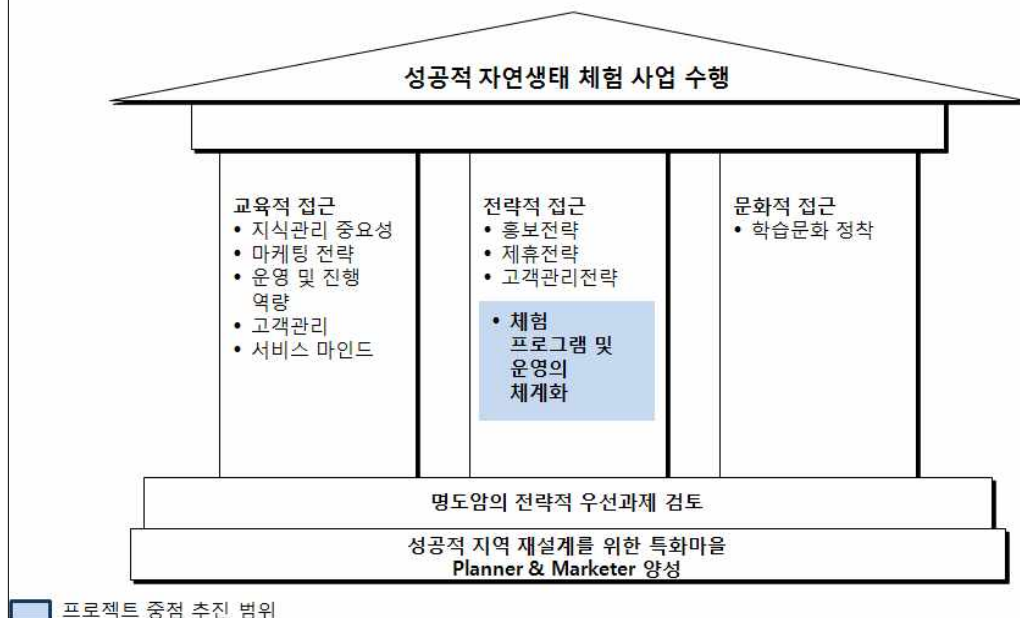 성공적 자연생태 체험 사업 수행
교육적 접근
• 지식관리 중요성
• 마케팅 전략
• 운영 및 진행
역량
• 고객관리
• 서비스 마인드
전략적 접근
• 홍보전략
• 제휴전략
• 고객관리전략
• 체험
프로그램 및
운영의
체계화
문화적 접근
• 학습문화 정착
명도암의 전략적 우선과제 검토
성공적 지역 재설계를 위한 특화마을
Planner & Marketer 양성
프로젝트 중점 추진 범위